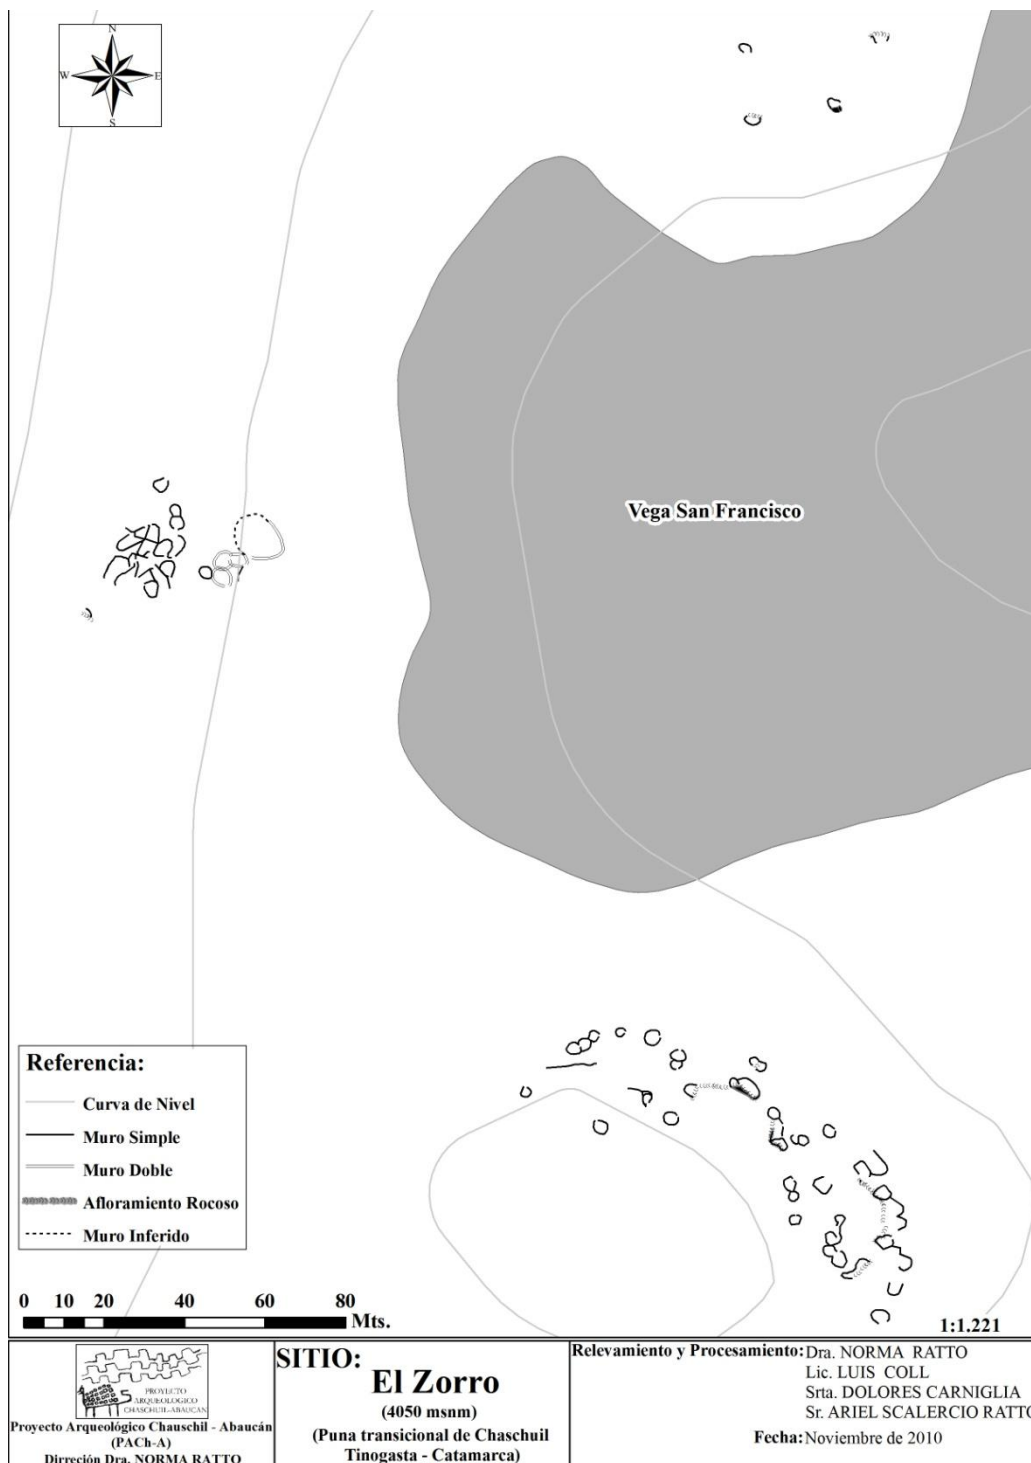 N
W E
S
Vega San Francisco
Referencia:
Curva de Nivel
Muro Simple
Muro Doble
Afloramiento Rocoso
Muro Inferido
0 10 20 40 60 80
Mts.
1:1.221
PROYECTO
ARQUEOLOGICO
CHASCHUIL-ABAUCAN
Proyecto Arqueológico Chauschil - Abaucán
(PACh-A)
Dirreción Dra. NORMA RATTO
SITIO:
El Zorro
(4050 msnm)
(Puna transicional de Chaschuil
Tinogasta - Catamarca)
Relevamiento y Procesamiento: Dra. NORMA RATTO
Lic. LUIS COLL
Srta. DOLORES CARNIGLIA
Sr. ARIEL SCALERCIO RATTO
Fecha: Noviembre de 2010